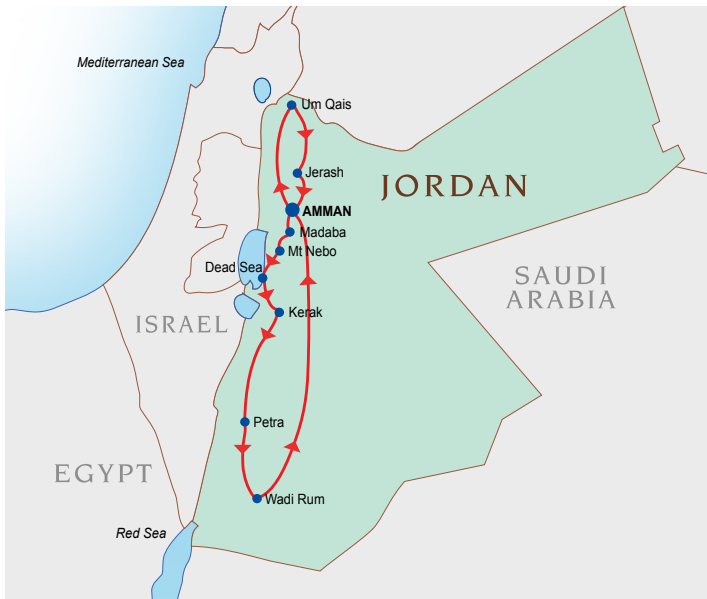 Mediterranean Sea
Um Qais
Jerash
JORDAN
AMMAN
Madaba
Mt Nebo
Dead Sea
SAUDI
ARABIA
ISRAEL
Kerak
Petra
EGYPT
Wadi Rum
Red Sea